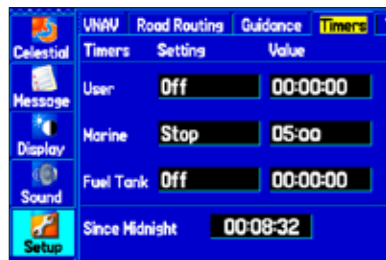 VNAV Road Routing Guidance Timers
Celestial
Timers Setting Value
Message
User Off 00:00:00
Marine Stop 05:00
Display
Fuel Tank Off 00:00:00
Sound
Since Midnight 00:08:32
Setup